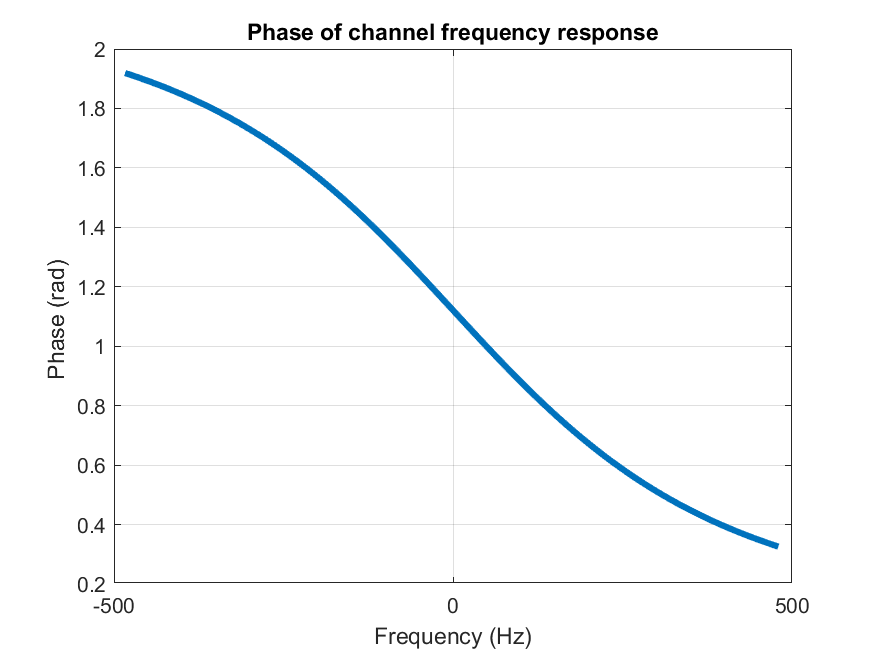 Phase of channel frequency response
2
1.8
1.6
1.4
1.2
1
0.8
0.6
0.4
0.2
Phase (rad)
-500 0 500
Frequency (Hz)